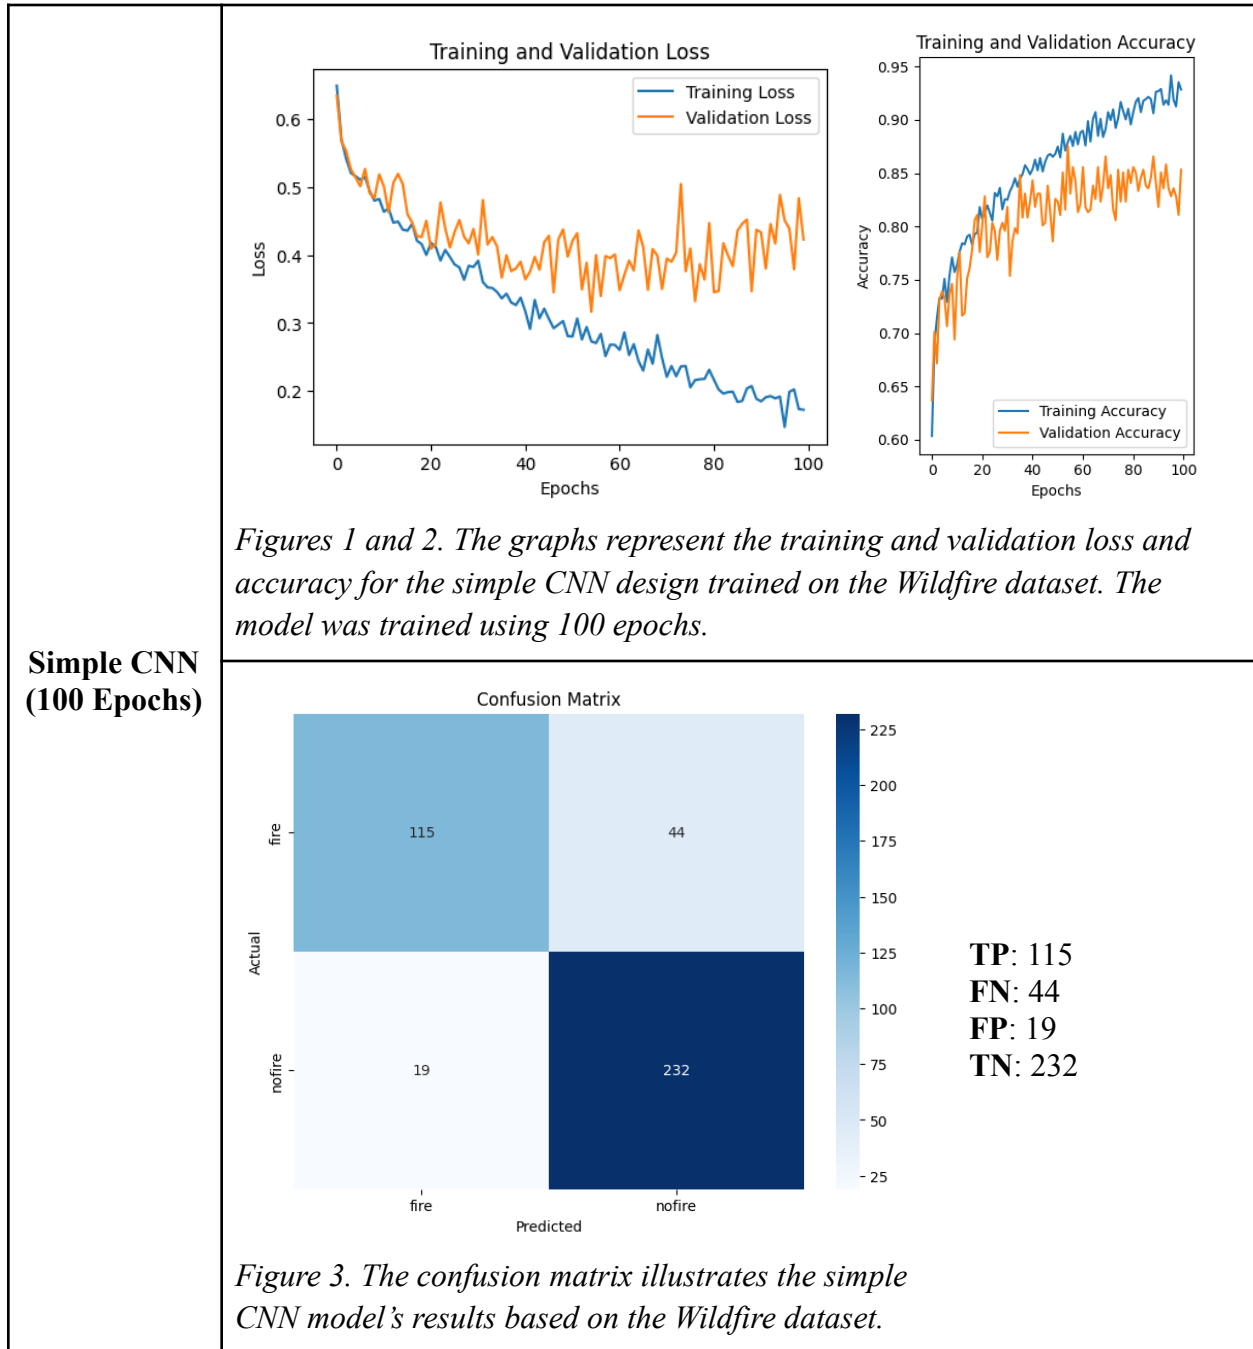 Training and Validation Loss
Training Loss
Validation Loss
0.6
0.5
0.4
0.3
0.2
Loss
0
20
40
60
80
100
Epochs
Training and Validation Accuracy
0.95
0.90
0.85
0.80
0.75
0.70
0.65
0.60
Accuracy
Training Accuracy
Validation Accuracy
0
20
40
60
80
100
Epochs
Figures 1 and 2. The graphs represent the training and validation loss and
accuracy for the simple CNN design trained on the Wildfire dataset. The
model was trained using 100 epochs.
Simple CNN
(100 Epochs)
Confusion Matrix
fire
115
44
Actual
nofire
19
232
fire
nofire
Predicted
225
200
175
150
125
100
75
50
25
TP: 115
FN: 44
FP: 19
TN: 232
Figure 3. The confusion matrix illustrates the simple
CNN model’s results based on the Wildfire dataset.